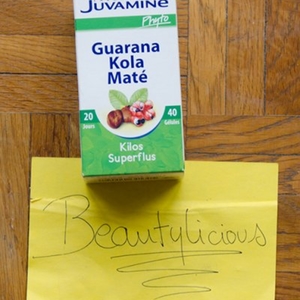 JUVAMINE
Phyto
Guarana
Kola
Maté
20
Jours
40
Gélules
Kilos
Superflus
Beautylicious